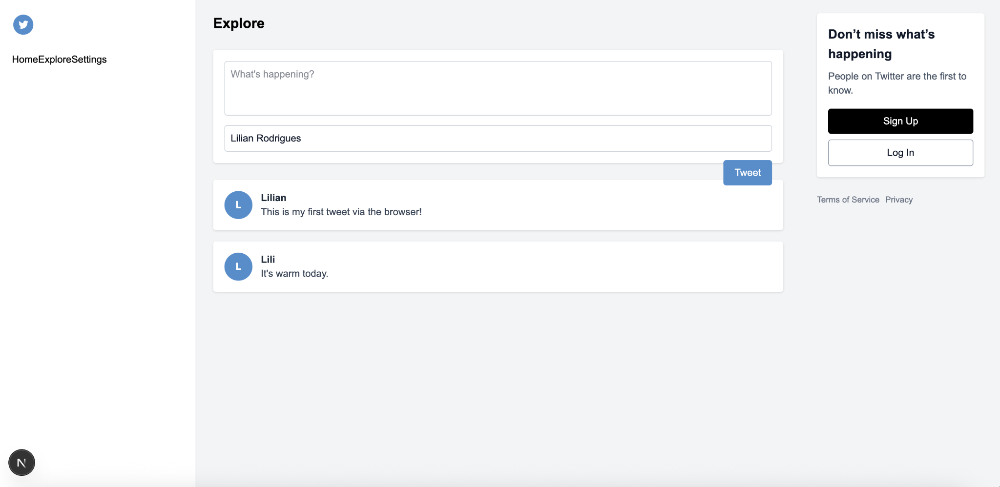 HomeExploreSettings
Explore
What's happening?
Lilian Rodrigues
Tweet
L
Lilian
This is my first tweet via the browser!
L
Lili
It's warm today.
Don’t miss what’s
happening
People on Twitter are the first to
know.
Sign Up
Log In
Terms of Service Privacy
N